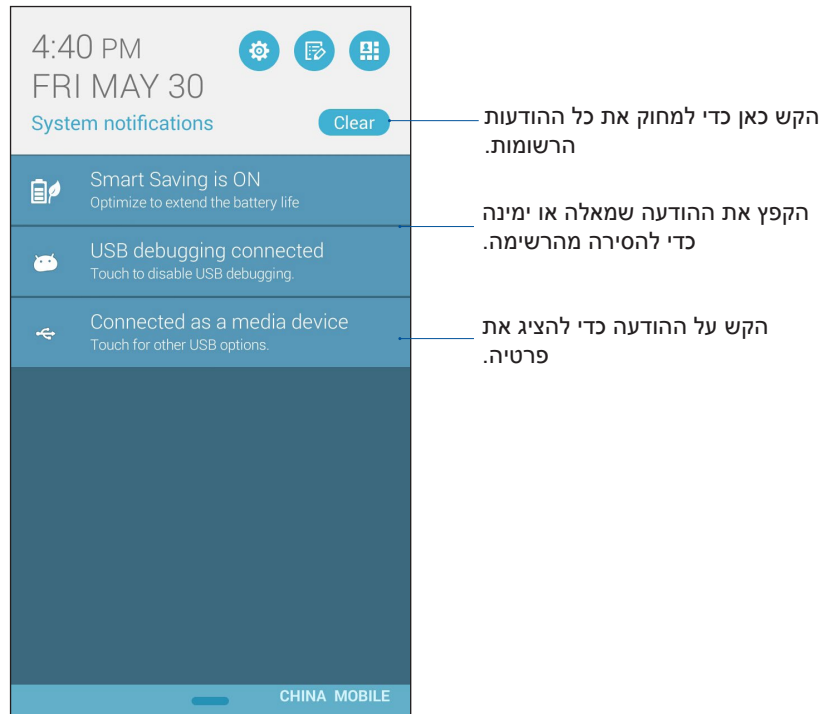 4:40 PM
FRI MAY 30
System notifications
Clear
הקש כאן כדי למחוק את כל ההודעות
הרשומות.
Smart Saving is ON
Optimize to extend the battery life
הקפץ את ההודעה שמאלה או ימינה
כדי להסירה מהרשימה.
USB debugging connected
Touch to disable USB debugging.
Connected as a media device
Touch for other USB options.
הקש על ההודעה כדי להציג את
פרטיה.
CHINA MOBILE